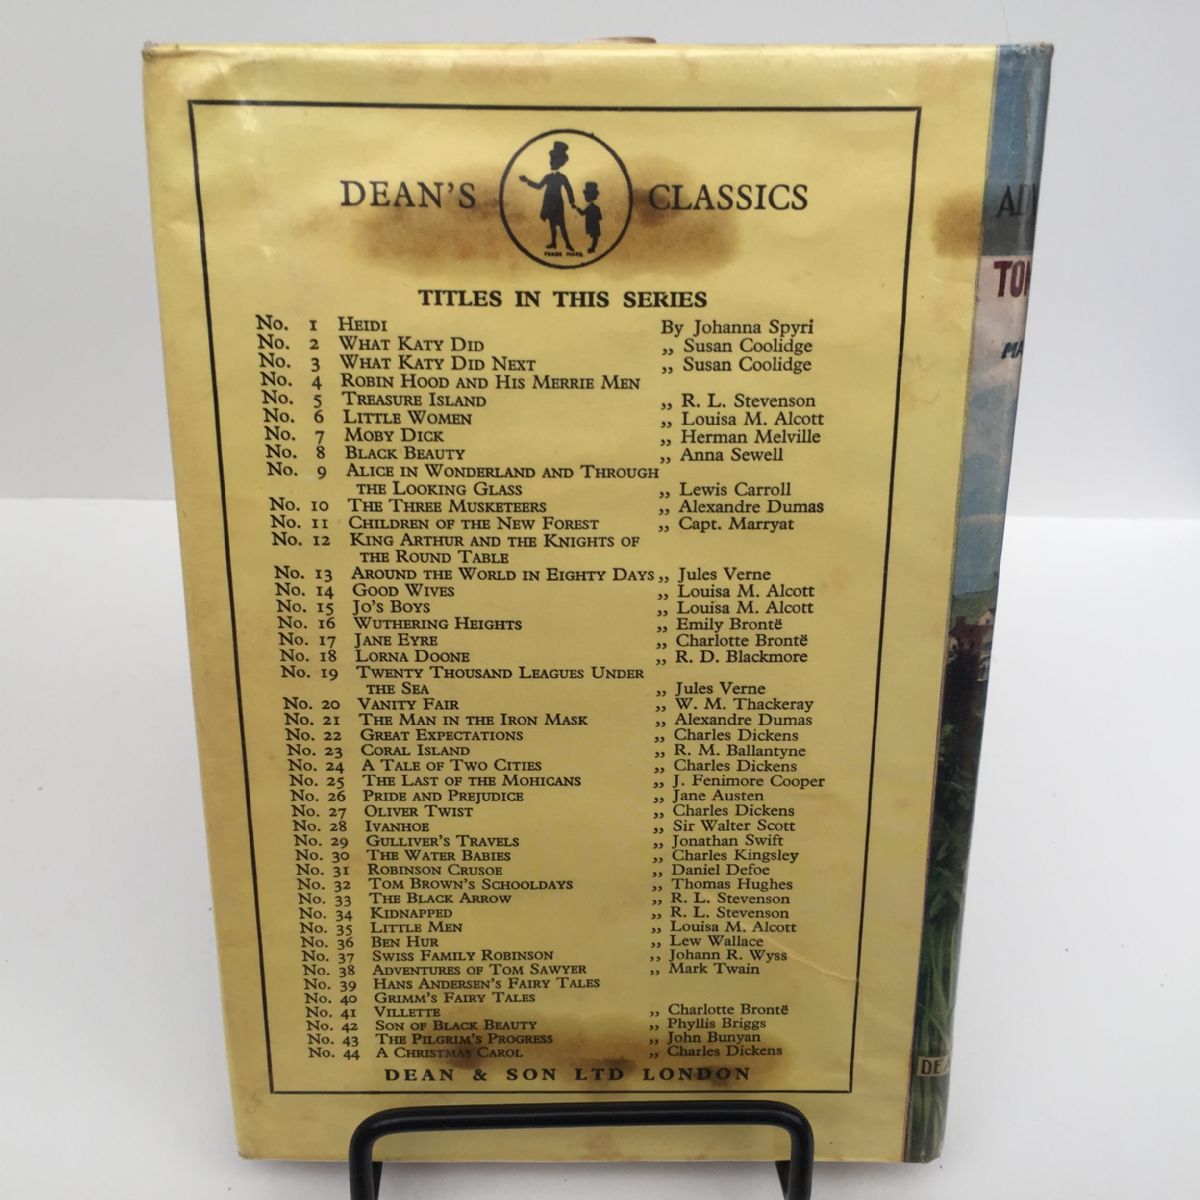 DEAN'S CLASSICS
TRADE MARK
TITLES IN THIS SERIES
No. 1 HEIDI By Johanna Spyri
No. 2 WHAT KATY DID ,, Susan Coolidge
No. 3 WHAT KATY DID NEXT ,, Susan Coolidge
No. 4 ROBIN HOOD AND HIS MERRIE MEN
No. 5 TREASURE ISLAND ,, R. L. Stevenson
No. 6 LITTLE WOMEN ,, Louisa M. Alcott
No. 7 MOBY DICK ,, Herman Melville
No. 8 BLACK BEAUTY ,, Anna Sewell
No. 9 ALICE IN WONDERLAND AND THROUGH
THE LOOKING GLASS ,, Lewis Carroll
No. 10 THE THREE MUSKETEERS ,, Alexandre Dumas
No. 11 CHILDREN OF THE NEW FOREST ,, Capt. Marryat
No. 12 KING ARTHUR AND THE KNIGHTS OF
THE ROUND TABLE
No. 13 AROUND THE WORLD IN EIGHTY DAYS ,, Jules Verne
No. 14 GOOD WIVES ,, Louisa M. Alcott
No. 15 JO'S BOYS ,, Louisa M. Alcott
No. 16 WUTHERING HEIGHTS ,, Emily Brontë
No. 17 JANE EYRE ,, Charlotte Brontë
No. 18 LORNA DOONE ,, R. D. Blackmore
No. 19 TWENTY THOUSAND LEAGUES UNDER
THE SEA ,, Jules Verne
No. 20 VANITY FAIR ,, W. M. Thackeray
No. 21 THE MAN IN THE IRON MASK ,, Alexandre Dumas
No. 22 GREAT EXPECTATIONS ,, Charles Dickens
No. 23 CORAL ISLAND ,, R. M. Ballantyne
No. 24 A TALE OF TWO CITIES ,, Charles Dickens
No. 25 THE LAST OF THE MOHICANS ,, J. Fenimore Cooper
No. 26 PRIDE AND PREJUDICE ,, Jane Austen
No. 27 OLIVER TWIST ,, Charles Dickens
No. 28 IVANHOE ,, Sir Walter Scott
No. 29 GULLIVER'S TRAVELS ,, Jonathan Swift
No. 30 THE WATER BABIES ,, Charles Kingsley
No. 31 ROBINSON CRUSOE ,, Daniel Defoe
No. 32 TOM BROWN'S SCHOOLDAYS ,, Thomas Hughes
No. 33 THE BLACK ARROW ,, R. L. Stevenson
No. 34 KIDNAPPED ,, R. L. Stevenson
No. 35 LITTLE MEN ,, Louisa M. Alcott
No. 36 BEN HUR ,, Lew Wallace
No. 37 SWISS FAMILY ROBINSON ,, Johann R. Wyss
No. 38 ADVENTURES OF TOM SAWYER ,, Mark Twain
No. 39 HANS ANDERSEN'S FAIRY TALES
No. 40 GRIMM'S FAIRY TALES
No. 41 VILLETTE ,, Charlotte Brontë
No. 42 SON OF BLACK BEAUTY ,, Phyllis Briggs
No. 43 THE PILGRIM'S PROGRESS ,, John Bunyan
No. 44 A CHRISTMAS CAROL ,, Charles Dickens
DEAN & SON LTD LONDON